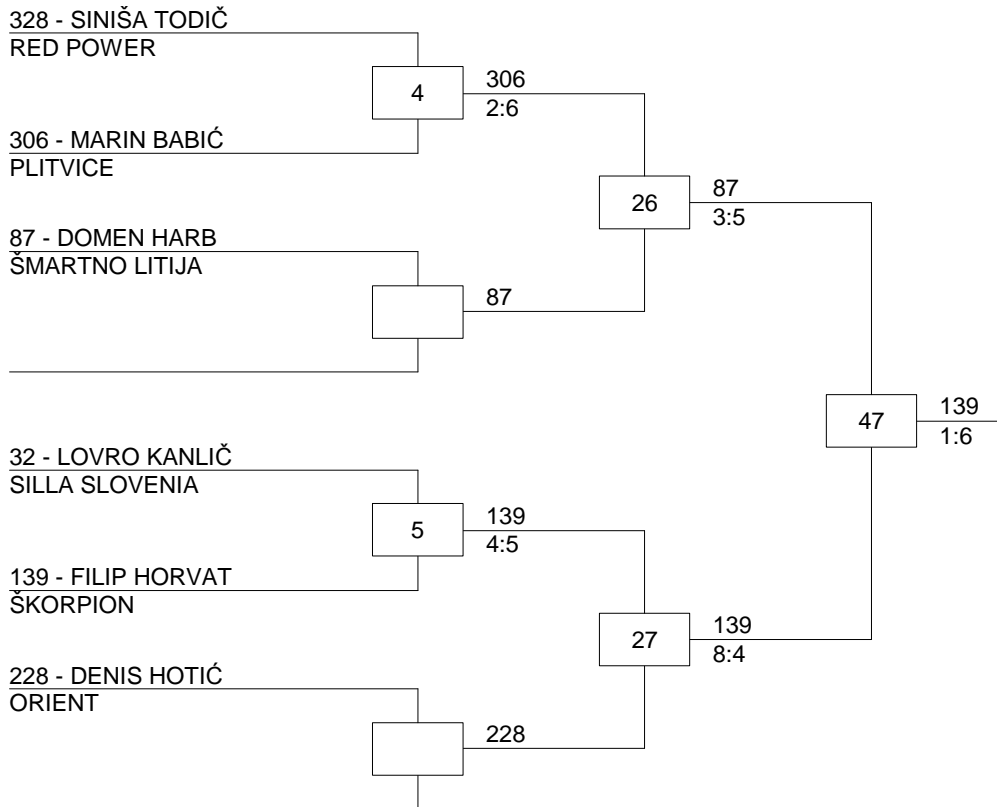 328 - SINIŠA TODIČ
RED POWER
4
306
2:6
306 - MARIN BABIĆ
PLITVICE
26
87
3:5
87 - DOMEN HARB
ŠMARTNO LITIJA
87
47
139
1:6
32 - LOVRO KANLIČ
SILLA SLOVENIA
5
139
4:5
139 - FILIP HORVAT
ŠKORPION
27
139
8:4
228 - DENIS HOTIĆ
ORIENT
228